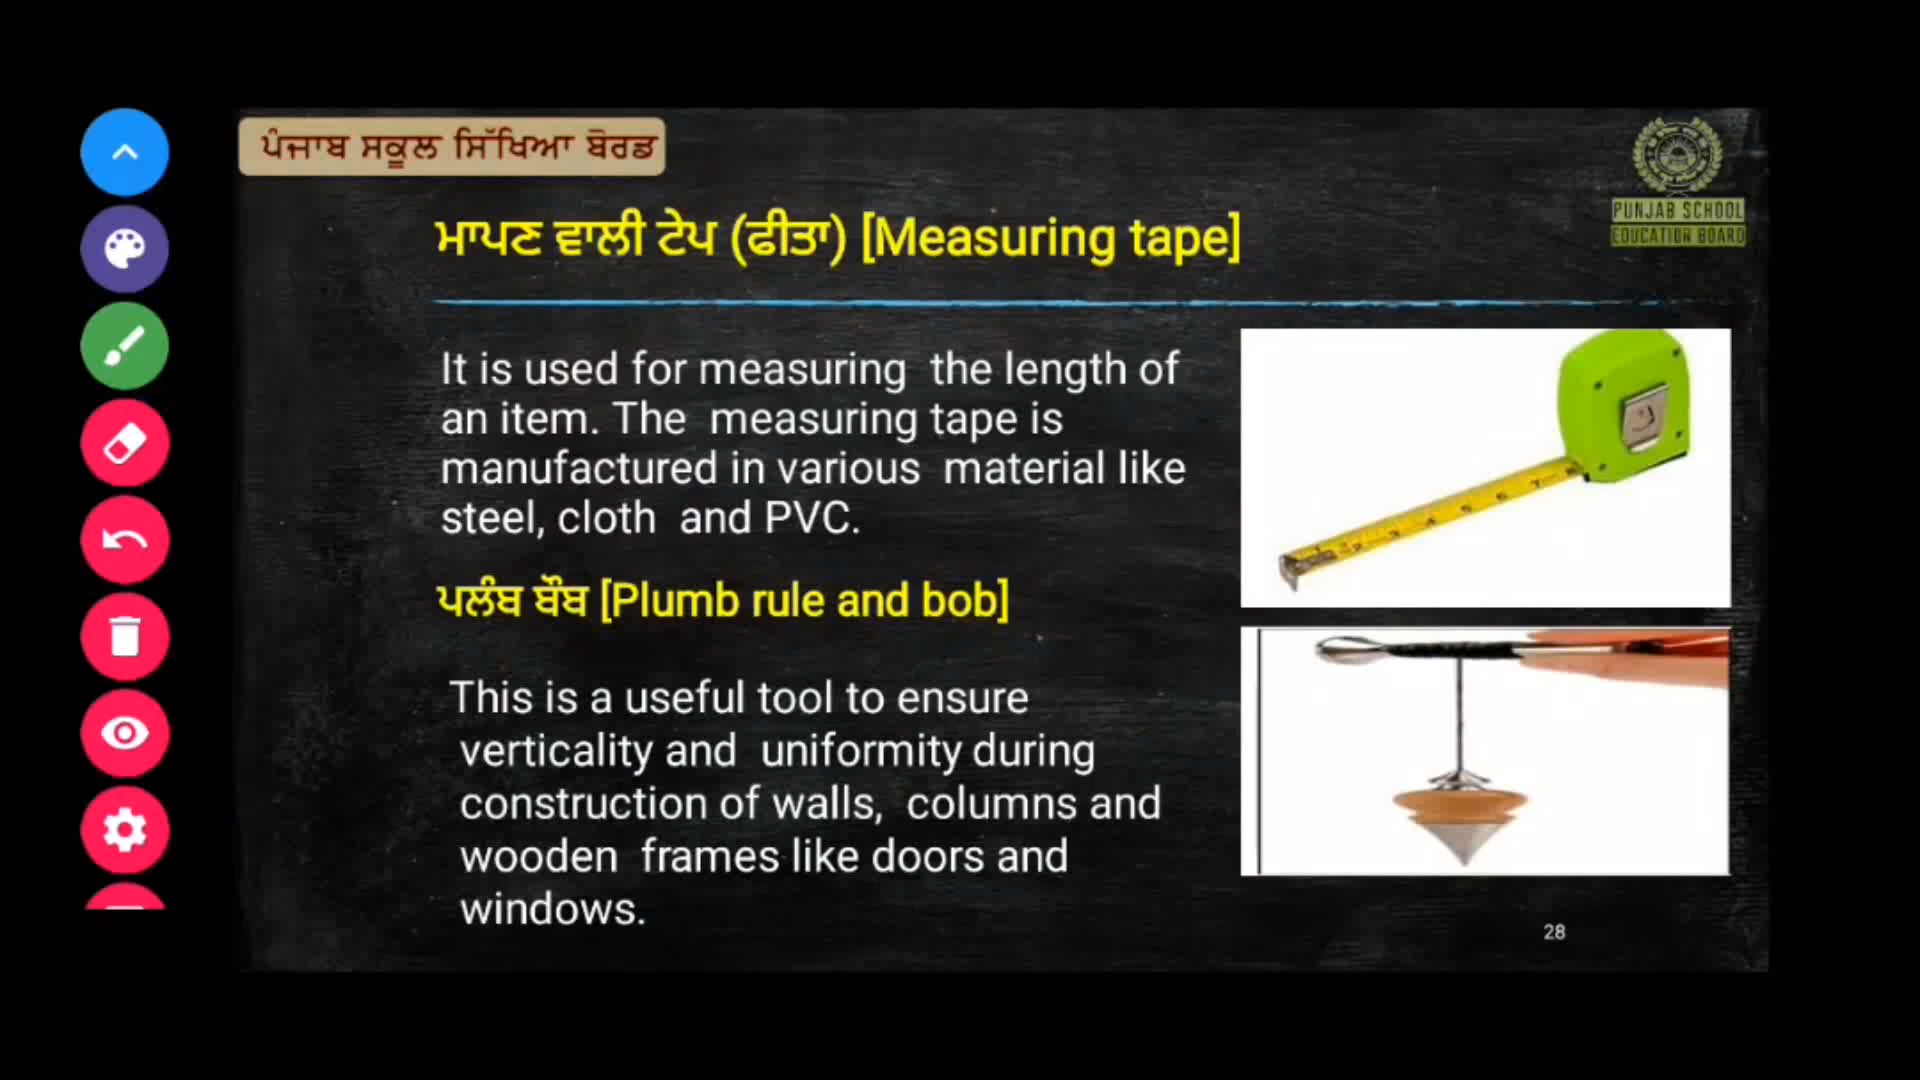 ਪੰਜਾਬ ਸਕੂਲ ਸਿੱਖਿਆ ਬੋਰਡ
PUNJAB SCHOOL
EDUCATION BOARD
ਮਾਪਣ ਵਾਲੀ ਟੇਪ (ਫੀਤਾ) [Measuring tape]
It is used for measuring the length of
an item. The measuring tape is
manufactured in various material like
steel, cloth and PVC.
ਪਲੰਬ ਬੌਬ [Plumb rule and bob]
This is a useful tool to ensure
verticality and uniformity during
construction of walls, columns and
wooden frames like doors and
windows.
28